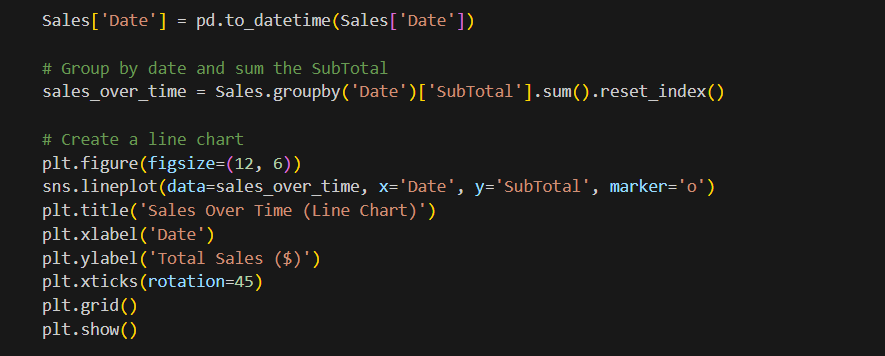 Sales['Date'] = pd.to_datetime(Sales['Date'])
# Group by date and sum the SubTotal
sales_over_time = Sales.groupby('Date')['SubTotal'].sum().reset_index()
# Create a line chart
plt.figure(figsize=(12, 6))
sns.lineplot(data=sales_over_time, x='Date', y='SubTotal', marker='o')
plt.title('Sales Over Time (Line Chart)')
plt.xlabel('Date')
plt.ylabel('Total Sales ($)')
plt.xticks(rotation=45)
plt.grid()
plt.show()